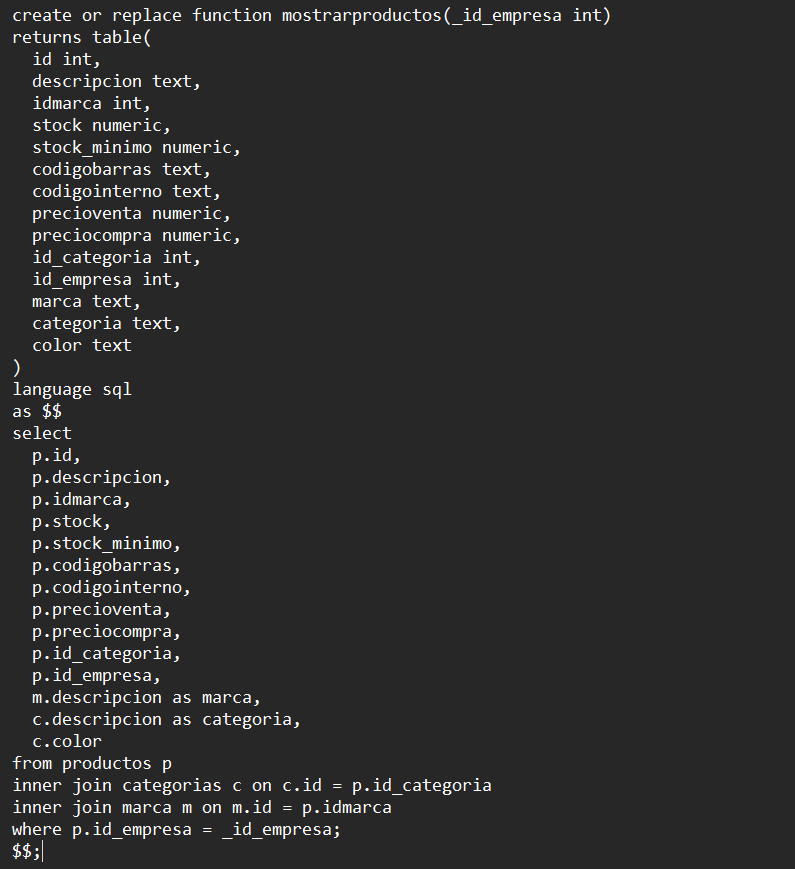 create or replace function mostrarproductos(_id_empresa int)
returns table(
  id int,
  descripcion text,
  idmarca int,
  stock numeric,
  stock_minimo numeric,
  codigobarras text,
  codigointerno text,
  precioventa numeric,
  preciocompra numeric,
  id_categoria int,
  id_empresa int,
  marca text,
  categoria text,
  color text
)
language sql
as $$
select
  p.id,
  p.descripcion,
  p.idmarca,
  p.stock,
  p.stock_minimo,
  p.codigobarras,
  p.codigointerno,
  p.precioventa,
  p.preciocompra,
  p.id_categoria,
  p.id_empresa,
  m.descripcion as marca,
  c.descripcion as categoria,
  c.color
from productos p
inner join categorias c on c.id = p.id_categoria
inner join marca m on m.id = p.idmarca
where p.id_empresa = _id_empresa;
$$;